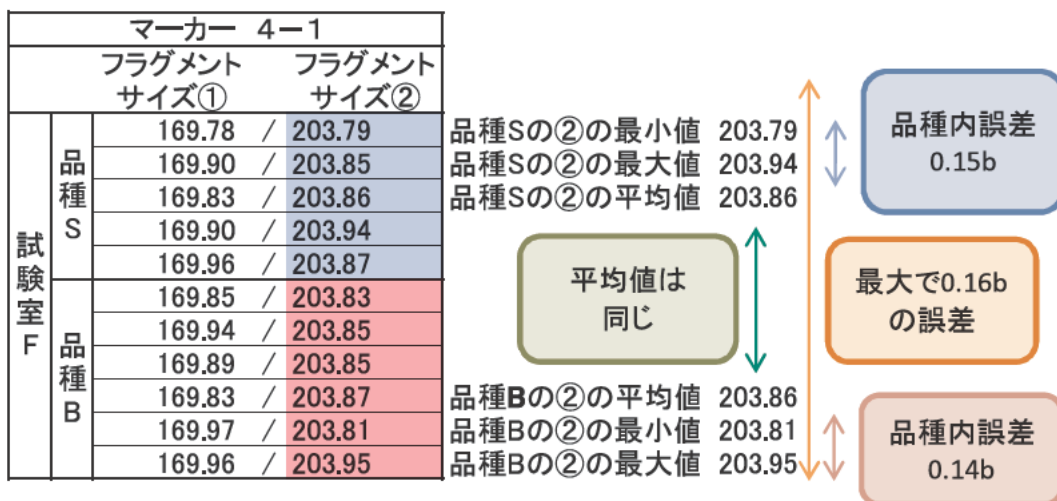 マーカー 4－1
フラグメント
サイズ①
フラグメント
サイズ②
試験室F
品種S
169.78 / 203.79
169.90 / 203.85
169.83 / 203.86
169.90 / 203.94
169.96 / 203.87
品種B
169.85 / 203.83
169.94 / 203.85
169.89 / 203.85
169.83 / 203.87
169.97 / 203.81
169.96 / 203.95
品種Sの②の最小値 203.79
品種Sの②の最大値 203.94
品種Sの②の平均値 203.86
平均値は
同じ
品種Bの②の平均値 203.86
品種Bの②の最小値 203.81
品種Bの②の最大値 203.95
品種内誤差
0.15b
最大で0.16b
の誤差
品種内誤差
0.14b